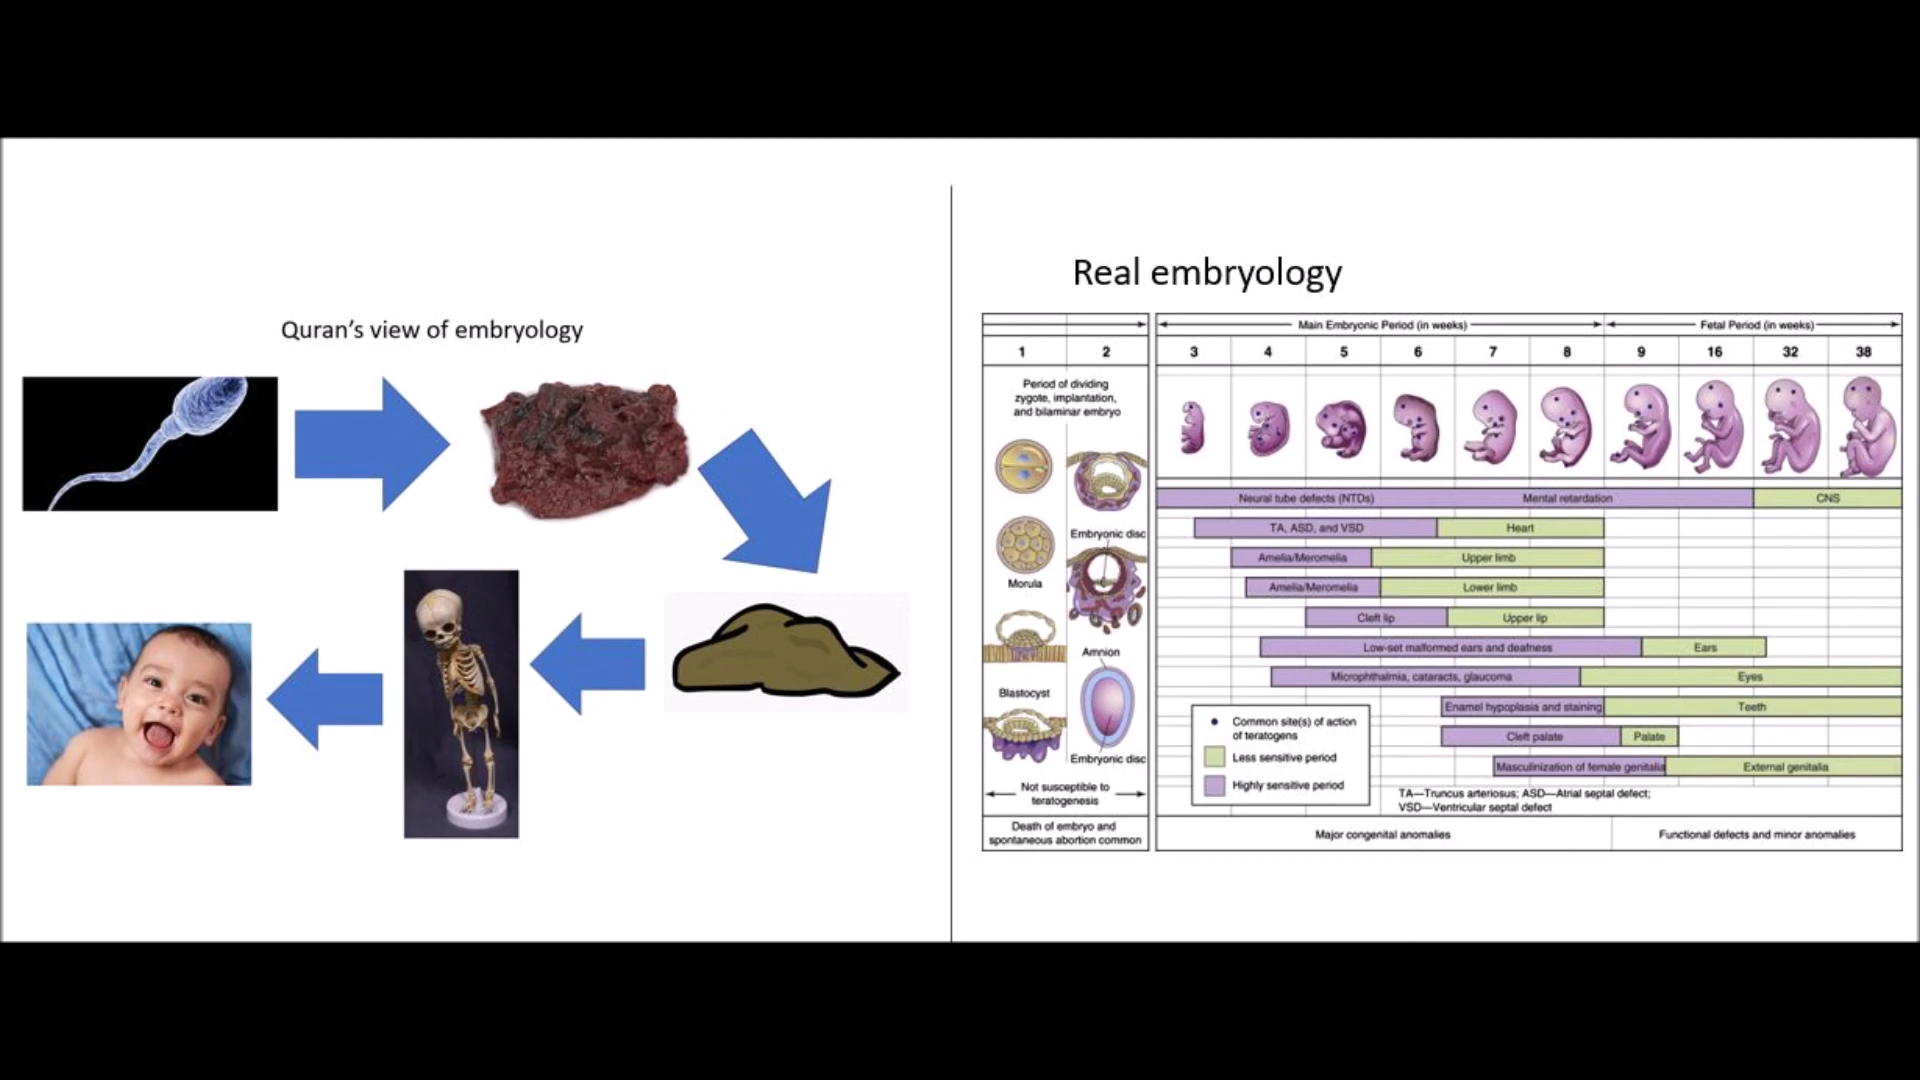 Quran's view of embryology
Real embryology
Main Embryonic Period (in weeks)
Fetal Period (in weeks)
1
2
3
4
5
6
7
8
9
16
32
38
Period of dividing
zygote, implantation,
and bilaminar embryo
Embryonic disc
Morula
Amnion
Blastocyst
Embryonic disc
Not susceptible to
teratogenesis
Death of embryo and
spontaneous abortion common
Neural tube defects (NTDs)
Mental retardation
CNS
TA, ASD, and VSD
Heart
Amelia/Meromelia
Upper limb
Amelia/Meromelia
Lower limb
Cleft lip
Upper lip
Low-set malformed ears and deafness
Ears
Microphthalmia, cataracts, glaucoma
Eyes
Enamel hypoplasia and staining
Teeth
Cleft palate
Palate
Masculinization of female genitalia
External genitalia
Common site(s) of action
of teratogens
Less sensitive period
Highly sensitive period
TA—Truncus arteriosus; ASD—Atrial septal defect;
VSD—Ventricular septal defect
Major congenital anomalies
Functional defects and minor anomalies